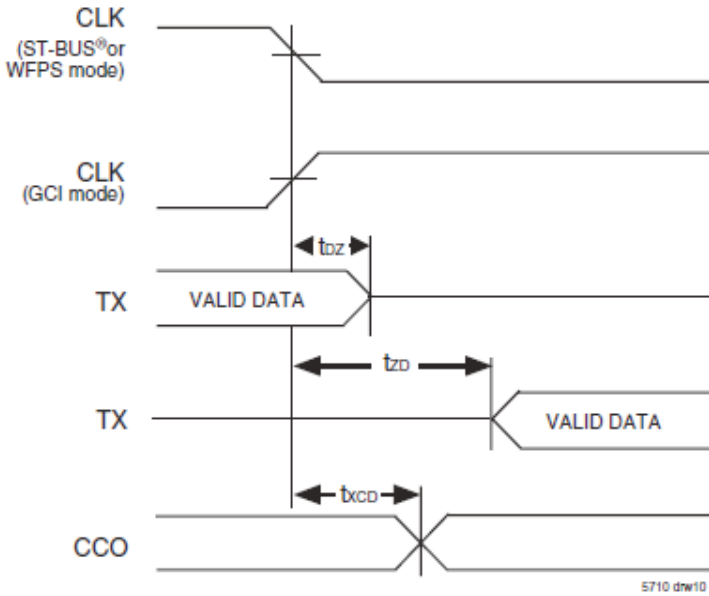 CLK
(ST-BUS®or
WFPS mode)
CLK
(GCI mode)
tDZ
TX
VALID DATA
tZD
TX
VALID DATA
tXCD
CCO
5710 drw10